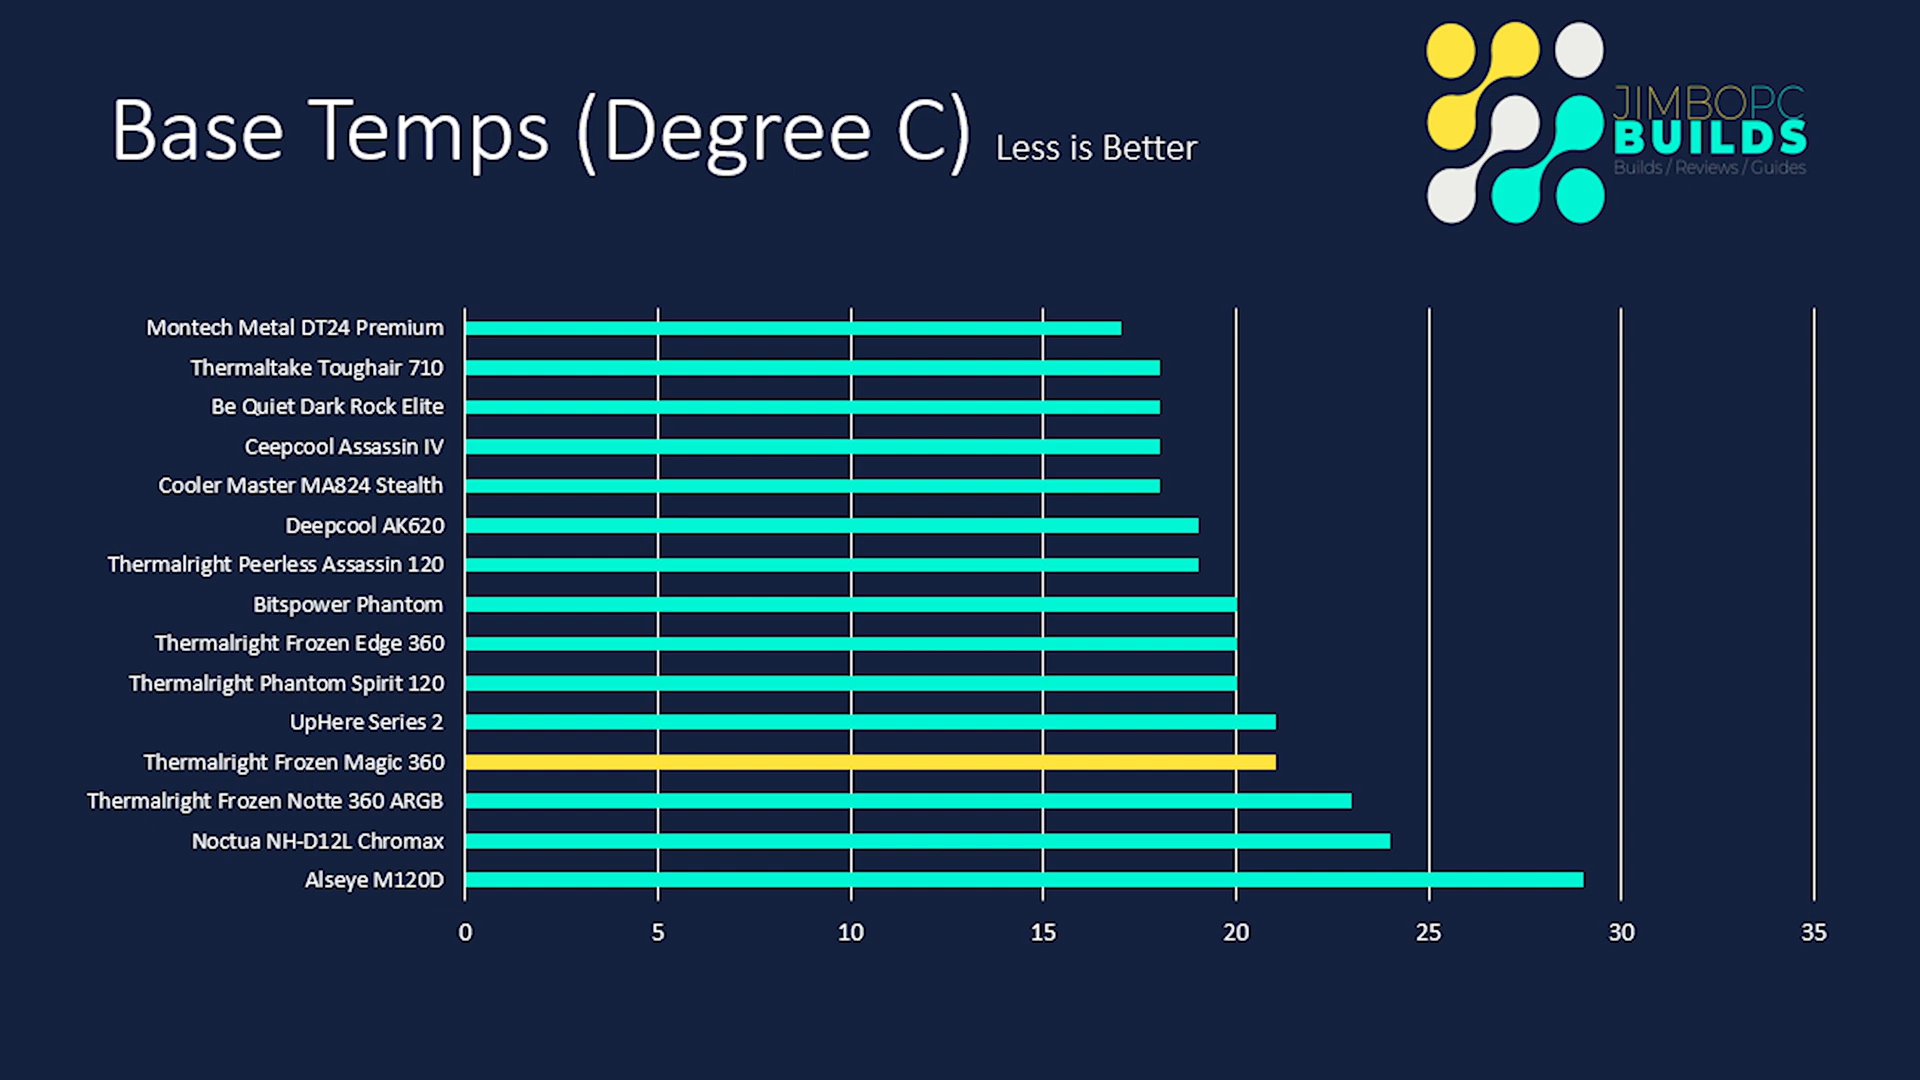 Base Temps (Degree C) Less is Better
JIMBOPC
BUILDS
Builds / Reviews / Guides
Montech Metal DT24 Premium
Thermaltake Toughair 710
Be Quiet Dark Rock Elite
Ceepcool Assassin IV
Cooler Master MA824 Stealth
Deepcool AK620
Thermalright Peerless Assassin 120
Bitspower Phantom
Thermalright Frozen Edge 360
Thermalright Phantom Spirit 120
UpHere Series 2
Thermalright Frozen Magic 360
Thermalright Frozen Notte 360 ARGB
Noctua NH-D12L Chromax
Alseye M120D
0 5 10 15 20 25 30 35